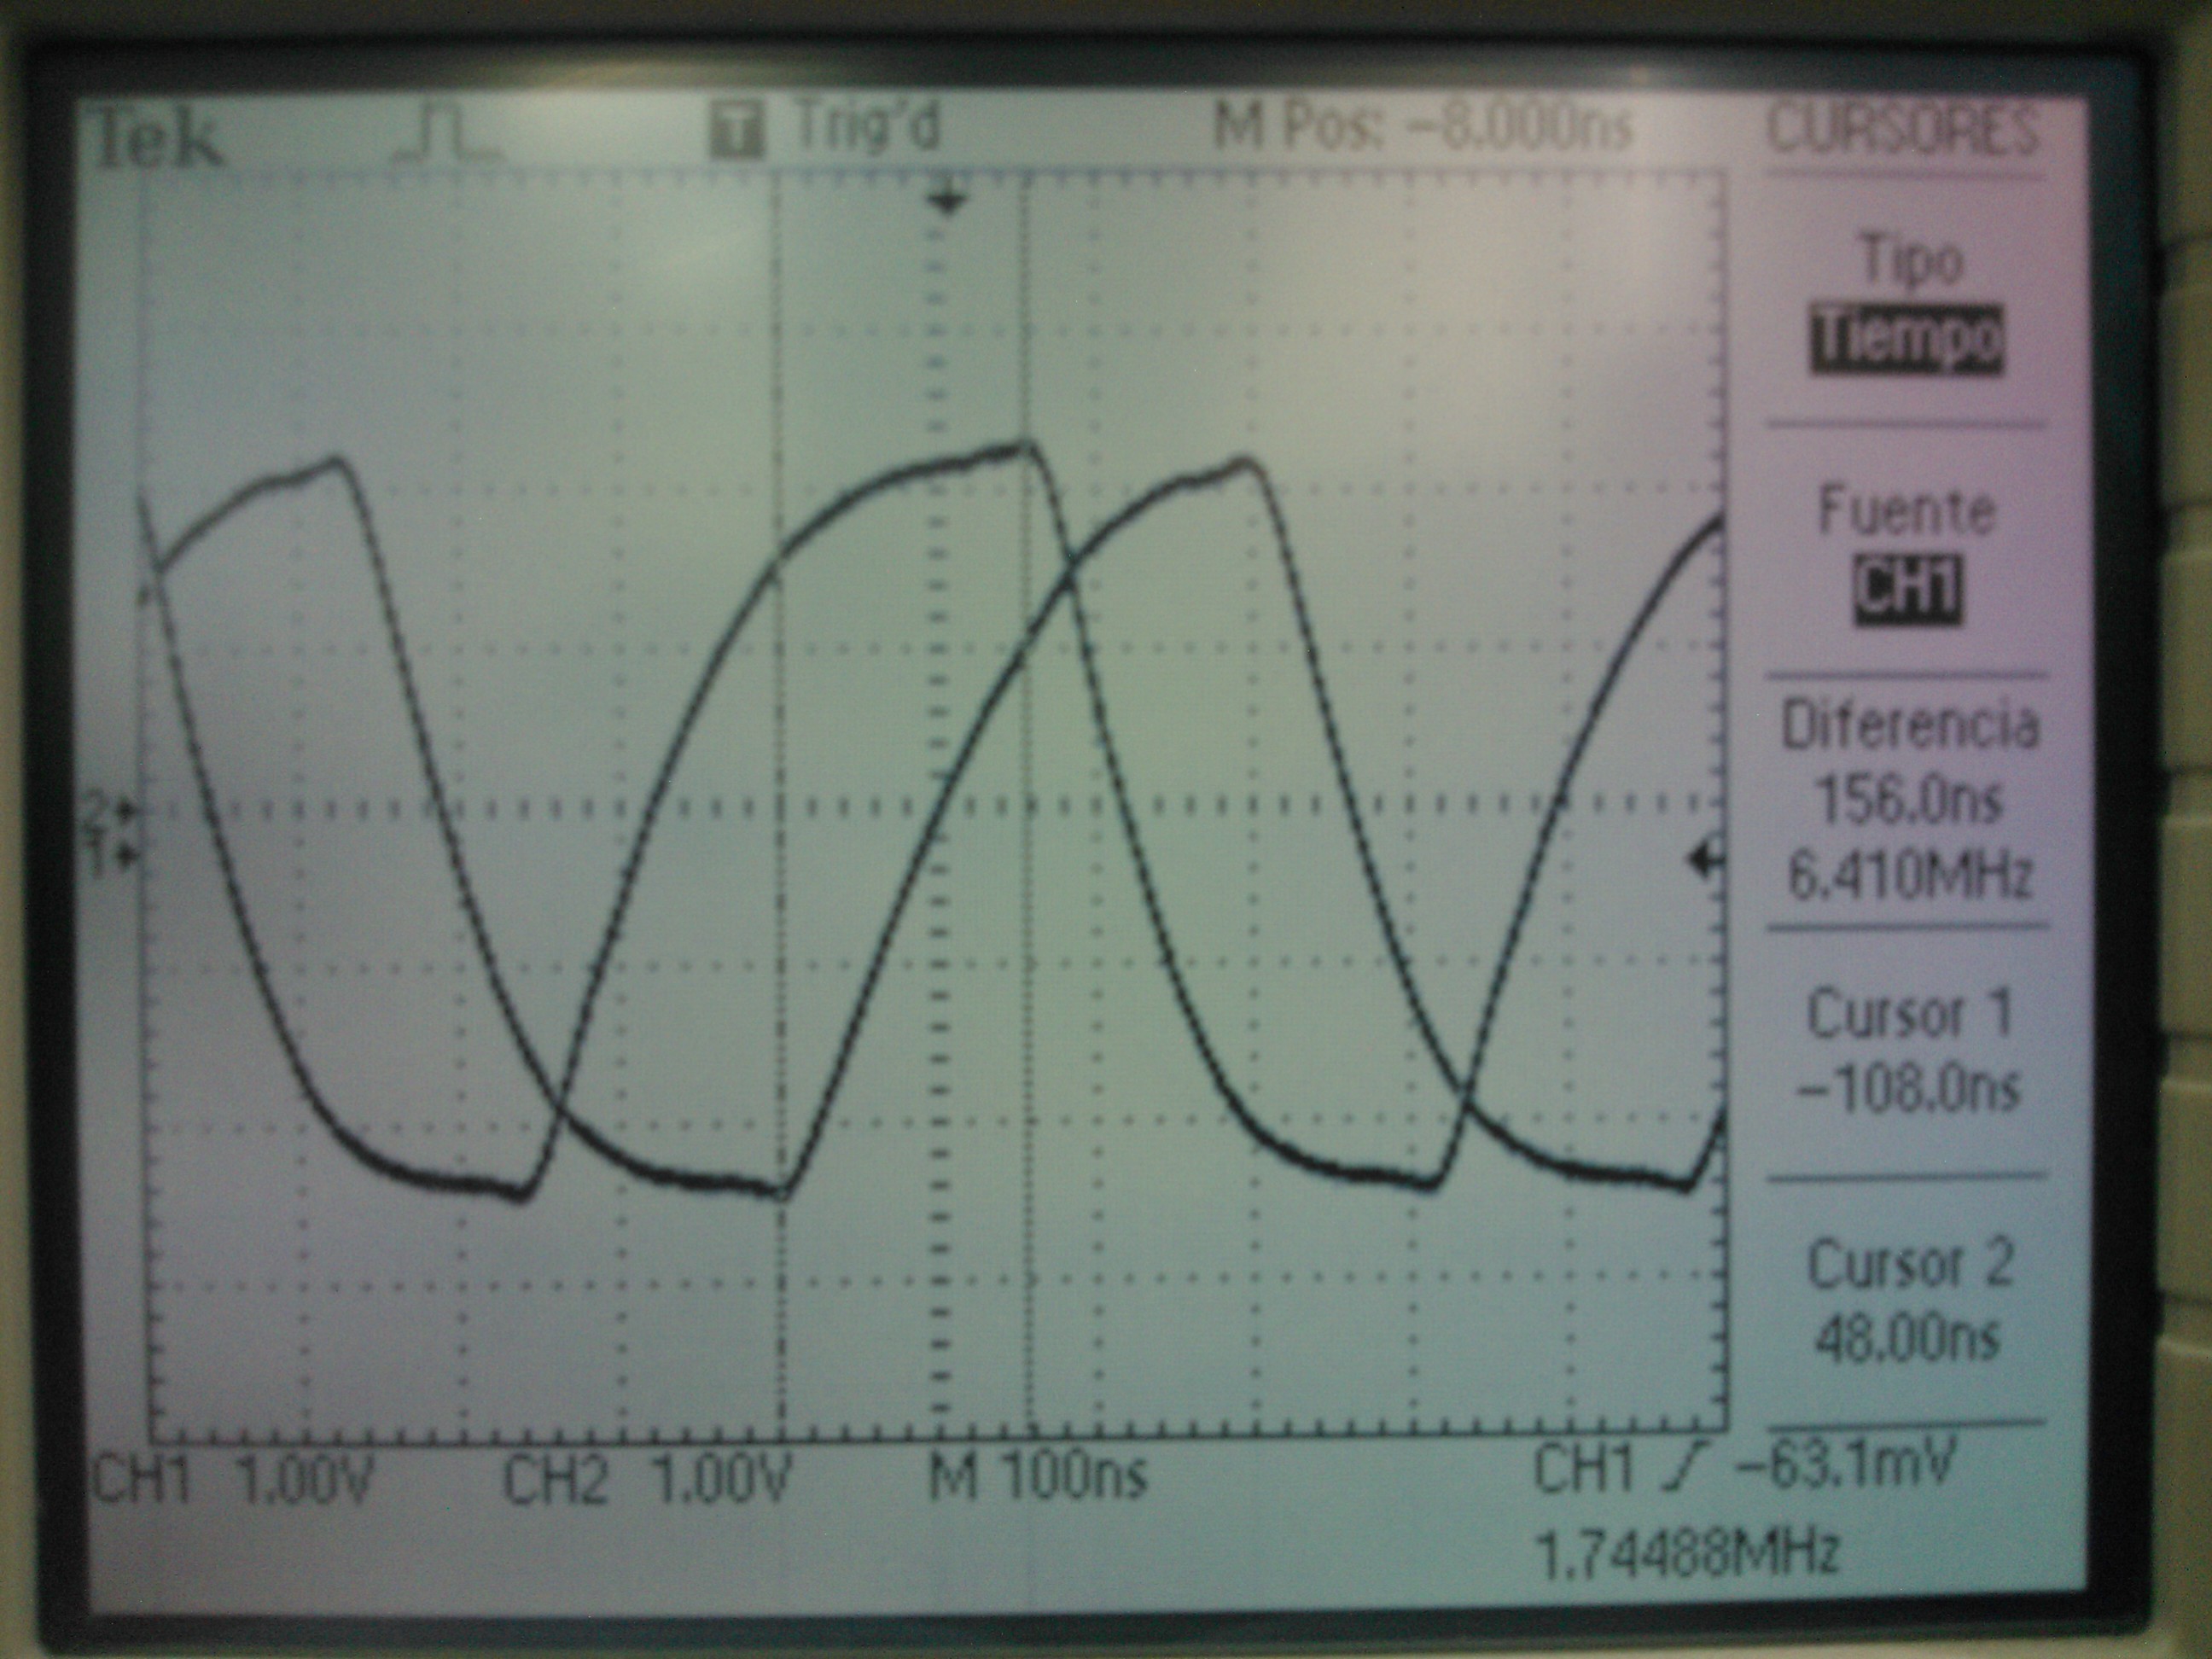 Tek T Trig'd M Pos: -8.000ns CURSORES
Tipo
Tiempo
Fuente
CH1
Diferencia
156.0ns
6.410MHz
Cursor 1
-108.0ns
Cursor 2
48.00ns
2
1
CH1 1.00V CH2 1.00V M 100ns CH1 -63.1mV
1.74488MHz